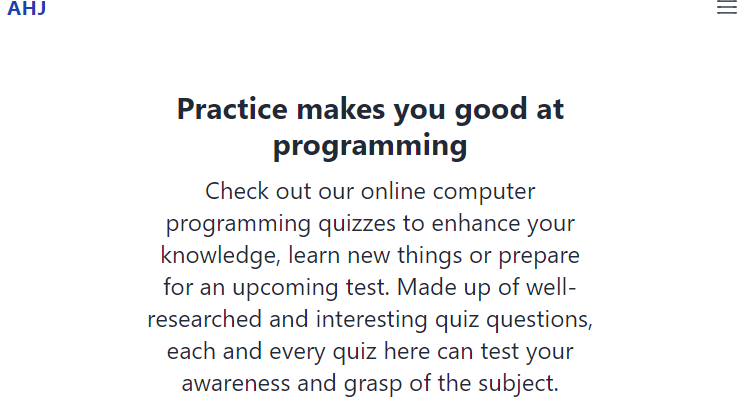 AHJ
Practice makes you good at
programming
Check out our online computer
programming quizzes to enhance your
knowledge, learn new things or prepare
for an upcoming test. Made up of well-
researched and interesting quiz questions,
each and every quiz here can test your
awareness and grasp of the subject.